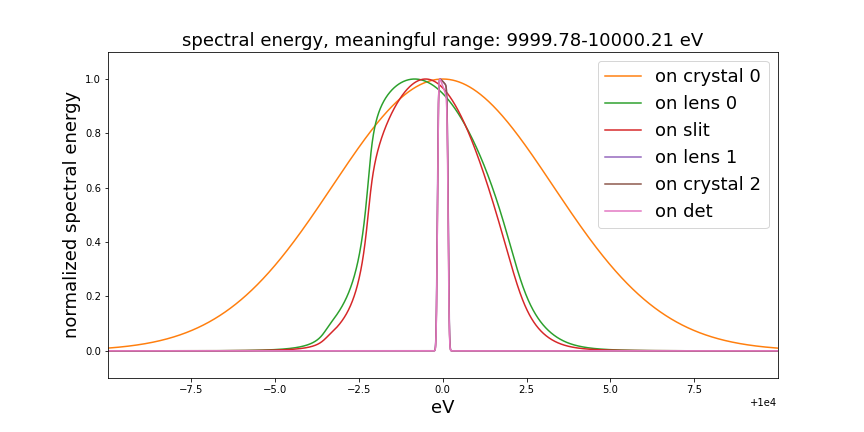 spectral energy, meaningful range: 9999.78-10000.21 eV
normalized spectral energy
1.0
0.8
0.6
0.4
0.2
0.0
on crystal 0
on lens 0
on slit
on lens 1
on crystal 2
on det
−7.5
−5.0
−2.5
0.0
2.5
5.0
7.5
+1e4
eV